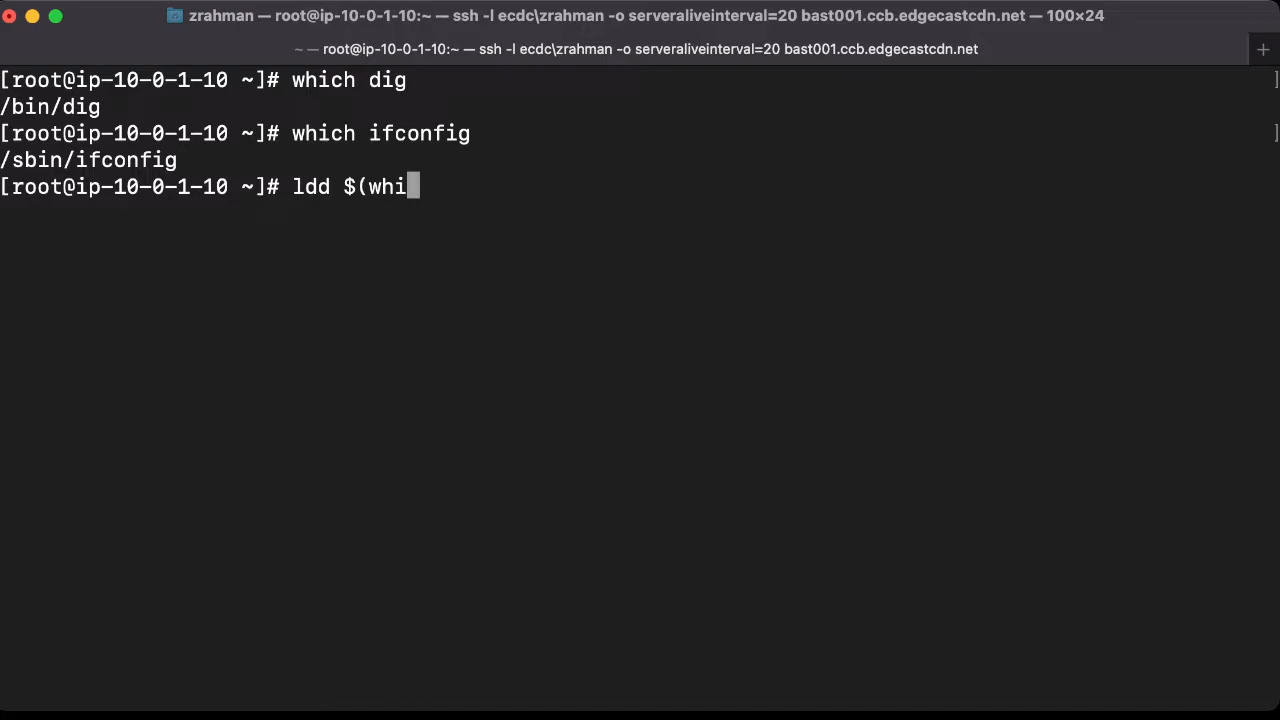 zrahman — root@ip-10-0-1-10:~ — ssh -l ecdc\zrahman -o serveraliveinterval=20 bast001.ccb.edgecastcdn.net — 100×24
~ — root@ip-10-0-1-10:~ — ssh -l ecdc\zrahman -o serveraliveinterval=20 bast001.ccb.edgecastcdn.net +
[root@ip-10-0-1-10 ~]# which dig ]
/bin/dig
[root@ip-10-0-1-10 ~]# which ifconfig ]
/sbin/ifconfig
[root@ip-10-0-1-10 ~]# ldd $(whi